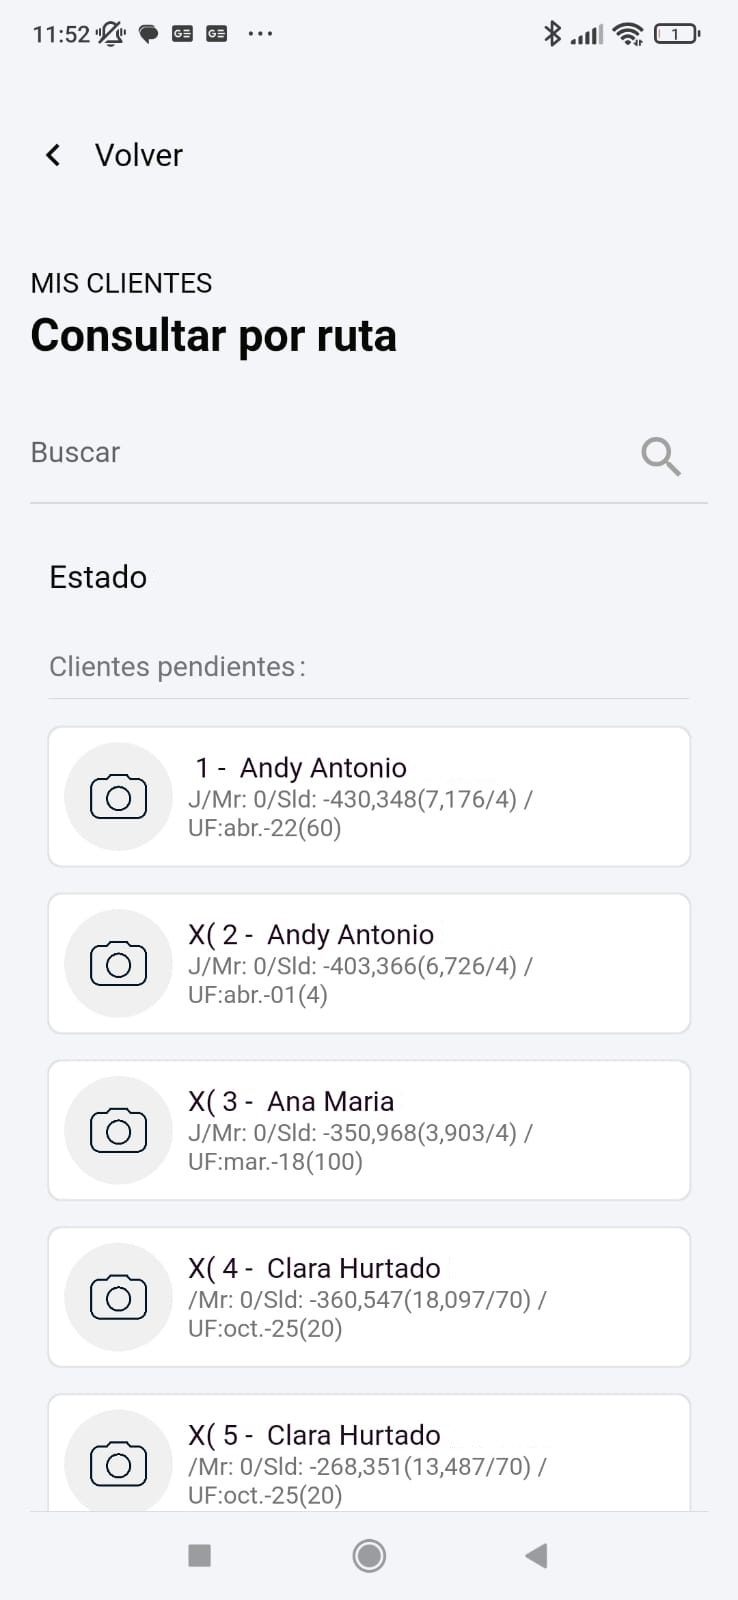 11:52
GE GE
1
Volver
MIS CLIENTES
Consultar por ruta
Buscar
Estado
Clientes pendientes:
1 - Andy Antonio
J/Mr: 0/Sld: -430,348(7,176/4) /
UF:abr.-22(60)
X( 2 - Andy Antonio
J/Mr: 0/Sld: -403,366(6,726/4) /
UF:abr.-01(4)
X( 3 - Ana Maria
J/Mr: 0/Sld: -350,968(3,903/4) /
UF:mar.-18(100)
X( 4 - Clara Hurtado
/Mr: 0/Sld: -360,547(18,097/70) /
UF:oct.-25(20)
X( 5 - Clara Hurtado
/Mr: 0/Sld: -268,351(13,487/70) /
UF:oct.-25(20)